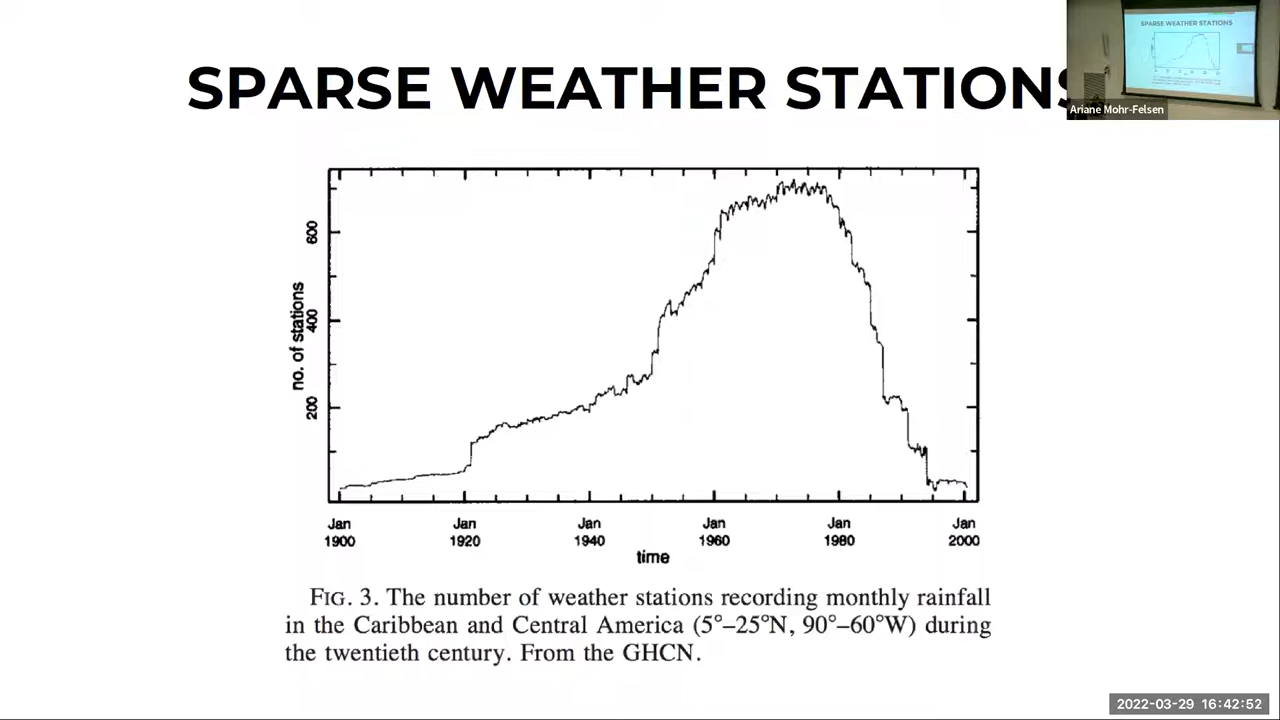 SPARSE WEATHER STATIONS
SPARSE WEATHER STATIONS
Ariane Mohr-Felsen
no. of stations
600
400
200
Jan Jan Jan Jan Jan Jan
1900 1920 1940 1960 1980 2000
time
FIG. 3. The number of weather stations recording monthly rainfall
in the Caribbean and Central America (5°–25°N, 90°–60°W) during
the twentieth century. From the GHCN.
2022-03-29 16:42:52